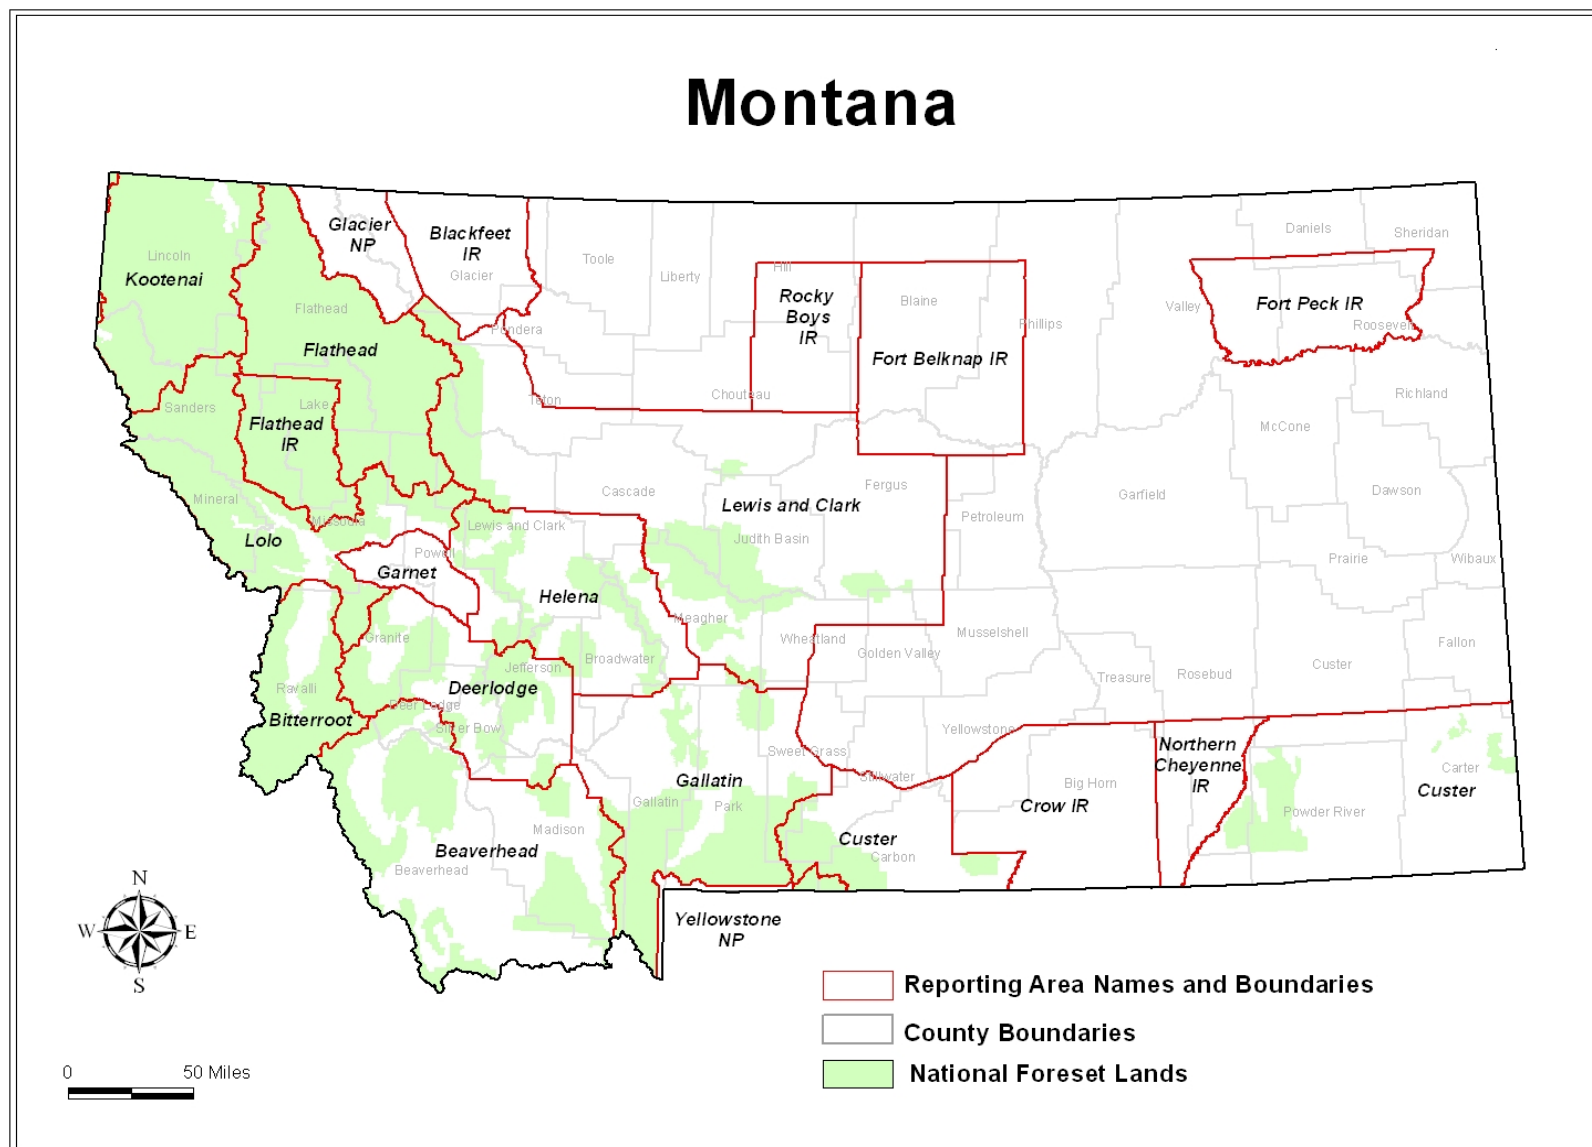 Montana
Glacier
NP
Blackfeet
IR
Glacier
Lincoln
Kootenai
Flathead
Flathead
Toole
Liberty
Hill
Rocky
Boys
IR
Blaine
Fort Belknap IR
Phillips
Valley
Daniels
Sheridan
Fort Peck IR
Roosevelt
Pondera
Teton
Chouteau
Sanders
Lake
Flathead
IR
Richland
McCone
Mineral
Missoula
Lolo
Powell
Garnet
Lewis and Clark
Cascade
Lewis and Clark
Fergus
Judith Basin
Petroleum
Garfield
Dawson
Prairie
Wibaux
Helena
Meagher
Wheatland
Golden Valley
Musselshell
Granite
Jefferson
Broadwater
Treasure
Rosebud
Custer
Fallon
Ravalli
Bitterroot
Deerlodge
Deer Lodge
Silver Bow
Gallatin
Sweet Grass
Yellowstone
Stillwater
Northern
Cheyenne
IR
Big Horn
Crow IR
Powder River
Carter
Custer
Gallatin
Park
Madison
Beaverhead
Beaverhead
Custer
Carbon
Yellowstone
NP
N
W
E
S
Reporting Area Names and Boundaries
County Boundaries
National Foreset Lands
0 50 Miles